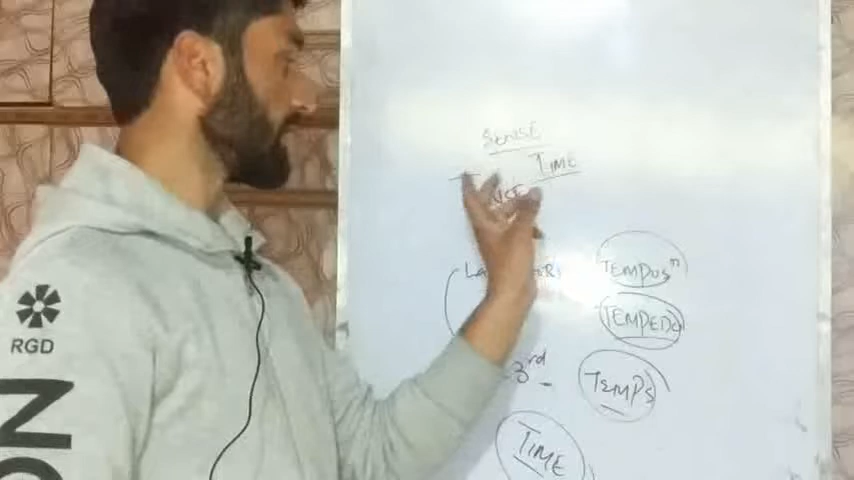 SENSE
TIME
TEMPUS"
TEMPEDO
3rd
TEMPS
TIME
RGD